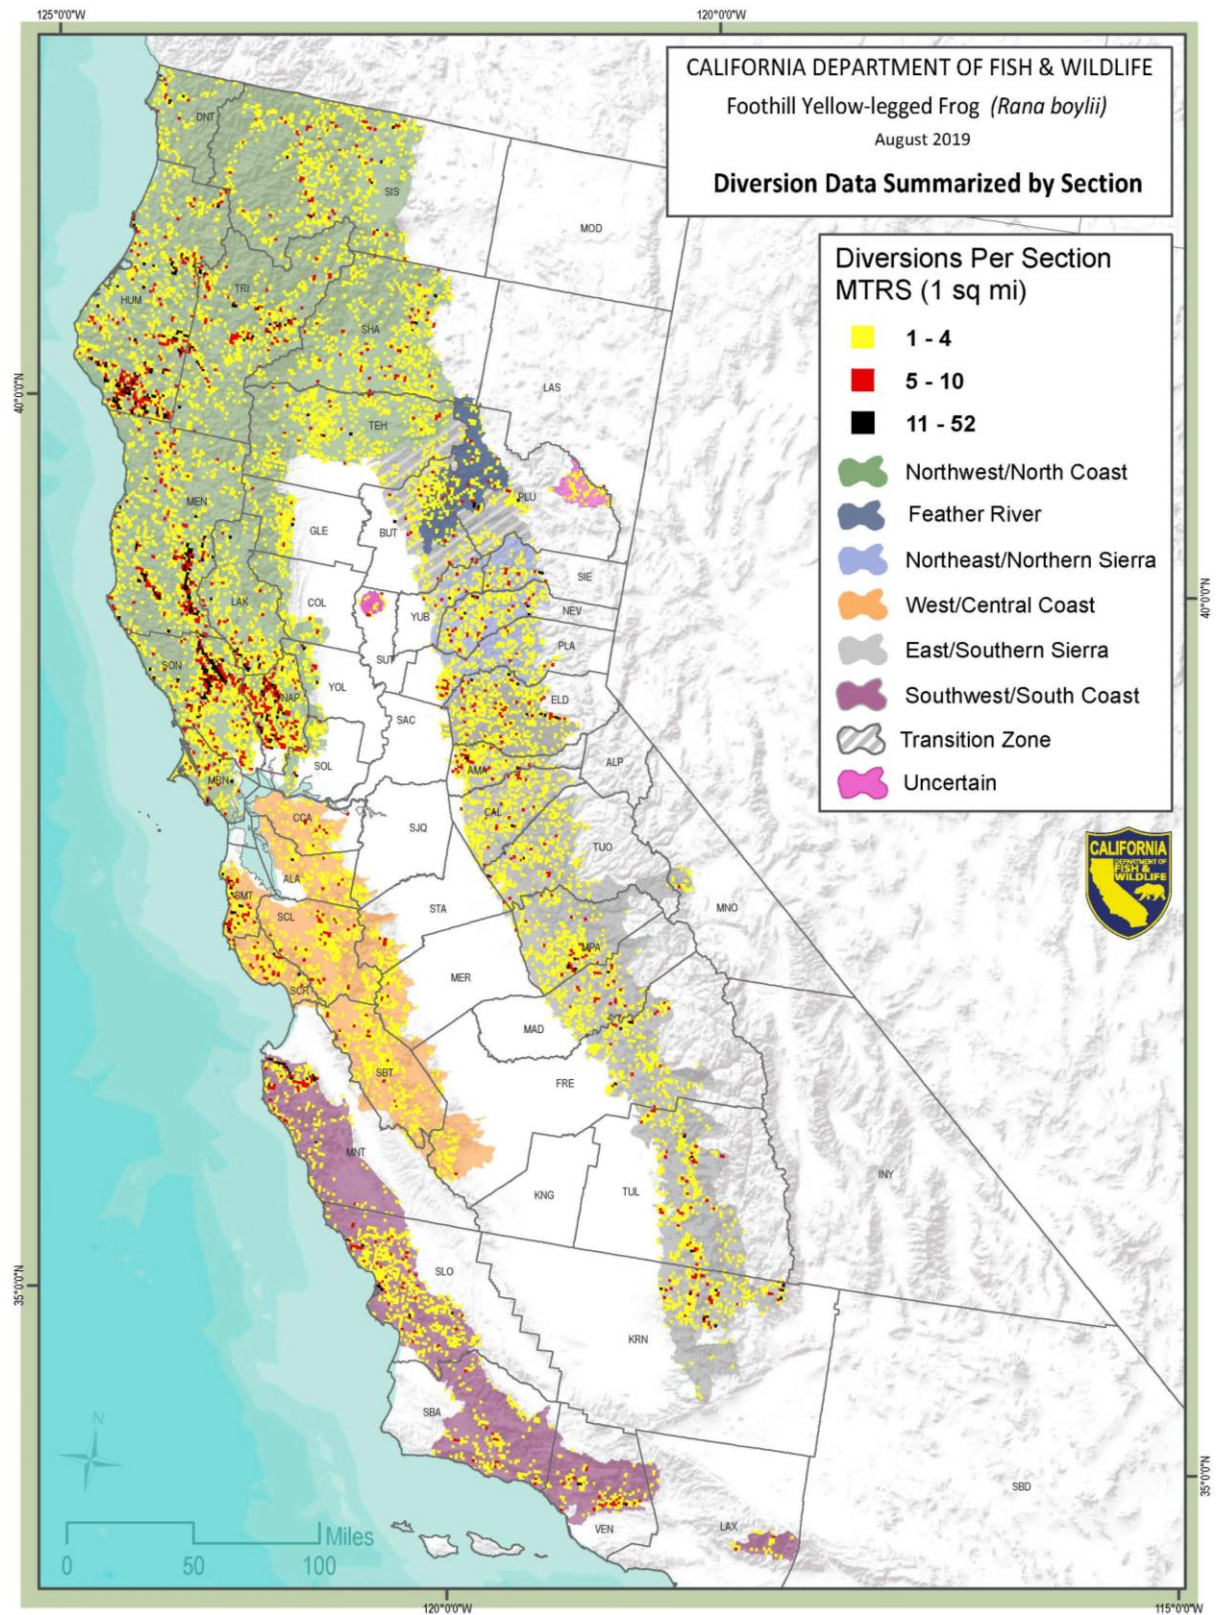 125°0'0"W
120°0'0"W
CALIFORNIA DEPARTMENT OF FISH & WILDLIFE
Foothill Yellow-legged Frog (Rana boylii)
August 2019
Diversion Data Summarized by Section
Diversions Per Section
MTRS (1 sq mi)
1 - 4
5 - 10
11 - 52
Northwest/North Coast
Feather River
Northeast/Northern Sierra
West/Central Coast
East/Southern Sierra
Southwest/South Coast
Transition Zone
Uncertain
DNT
SIS
MOD
HUM
TRI
SHA
LAS
40°0'0"N
TEH
PLU
MEN
GLE
BUT
SIE
LAK
COL
NEV
40°0'0"N
YUB
PLA
SON
SUT
YOL
NAP
ELD
SAC
MRN
SOL
AMA
ALP
CCA
CAL
SJQ
TUO
CALIFORNIA
DEPARTMENT OF
FISH &
WILDLIFE
ALA
SMT
SCL
STA
MNO
MPA
SCR
MER
MAD
SBT
FRE
MNT
INY
KNG
TUL
SLO
35°0'0"N
KRN
SBA
N
35°0'0"N
SBD
VEN
LAX
Miles
0
50
100
120°0'0"W
115°0'0"W